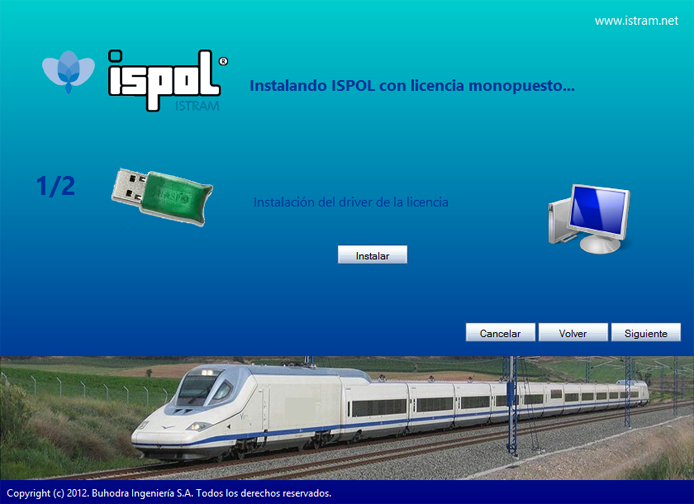 www.istram.net
ispol®
ISTRAM
Instalando ISPOL con licencia monopuesto...
1/2
Instalación del driver de la licencia
Instalar
Cancelar
Volver
Siguiente
Copyright (c) 2012. Buhodra Ingeniería S.A. Todos los derechos reservados.